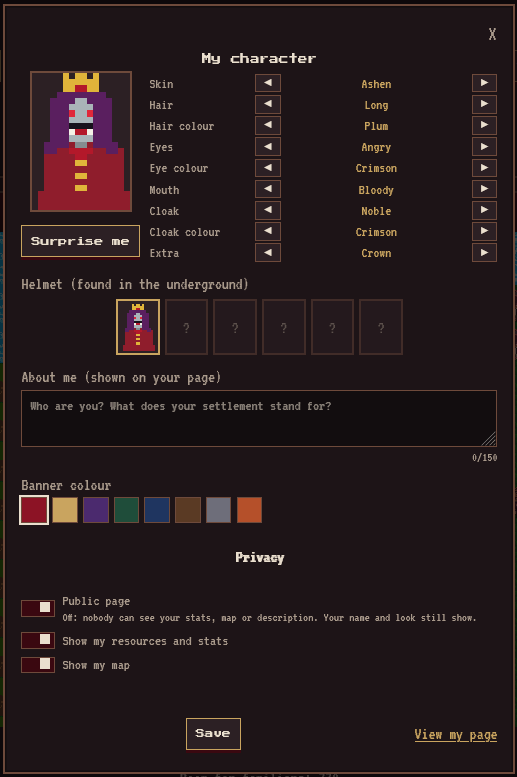 X
My character
Skin ◀ Ashen ▶
Hair ◀ Long ▶
Hair colour ◀ Plum ▶
Eyes ◀ Angry ▶
Eye colour ◀ Crimson ▶
Mouth ◀ Bloody ▶
Cloak ◀ Noble ▶
Cloak colour ◀ Crimson ▶
Extra ◀ Crown ▶
Surprise me
Helmet (found in the underground)
? ? ? ? ?
About me (shown on your page)
Who are you? What does your settlement stand for?
0/150
Banner colour
Privacy
Public page
Off: nobody can see your stats, map or description. Your name and look still show.
Show my resources and stats
Show my map
Save
View my page